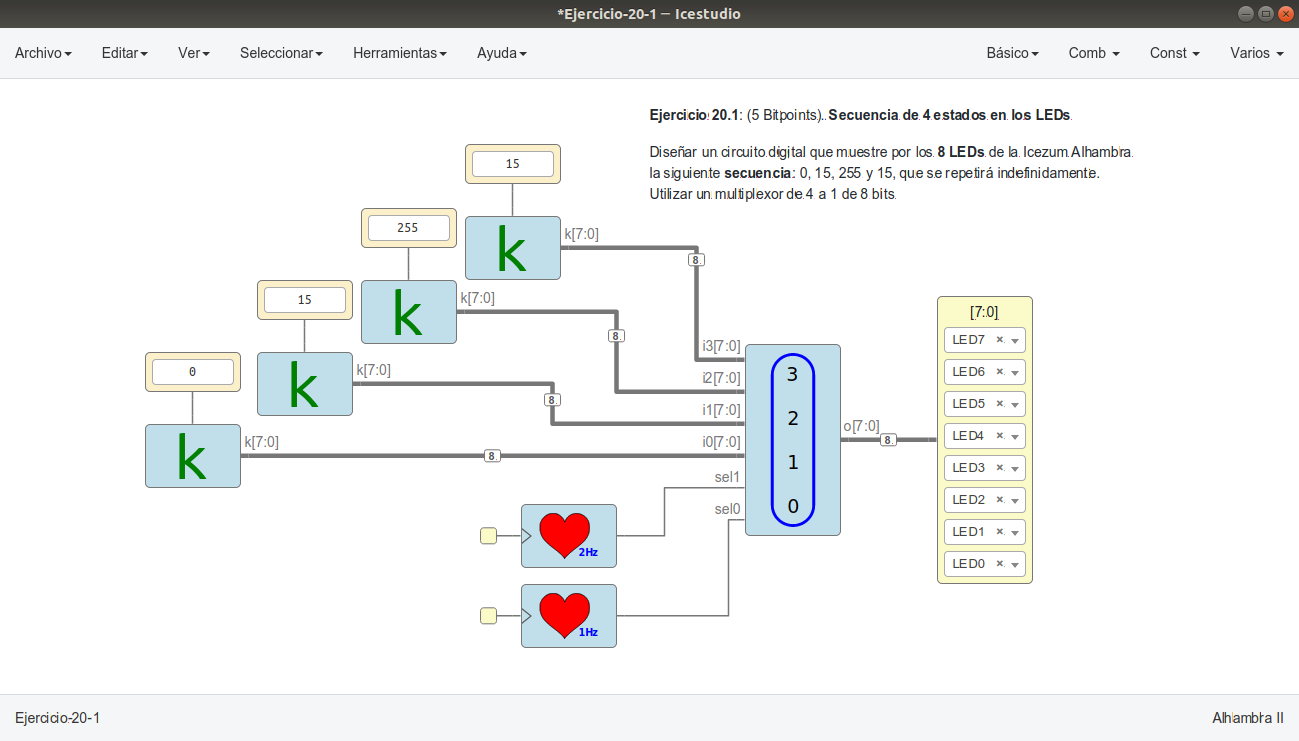 *Ejercicio-20-1 — Icestudio
Archivo Editar Ver Seleccionar Herramientas Ayuda Básico Comb Const Varios
Ejercicio 20.1: (5 Bitpoints). Secuencia de 4 estados en los LEDs.
Diseñar un circuito digital que muestre por los 8 LEDs de la Icezum Alhambra
la siguiente secuencia: 0, 15, 255 y 15, que se repetirá indefinidamente.
Utilizar un multiplexor de 4 a 1 de 8 bits
15
k
k[7:0]
8
255
k
k[7:0]
8
15
k
k[7:0]
8
0
k
k[7:0]
8
i3[7:0]
i2[7:0]
i1[7:0]
i0[7:0]
sel1
sel0
3
2
1
0
o[7:0]
8
2Hz
1Hz
[7:0]
LED7
LED6
LED5
LED4
LED3
LED2
LED1
LED0
Ejercicio-20-1
Alhambra II